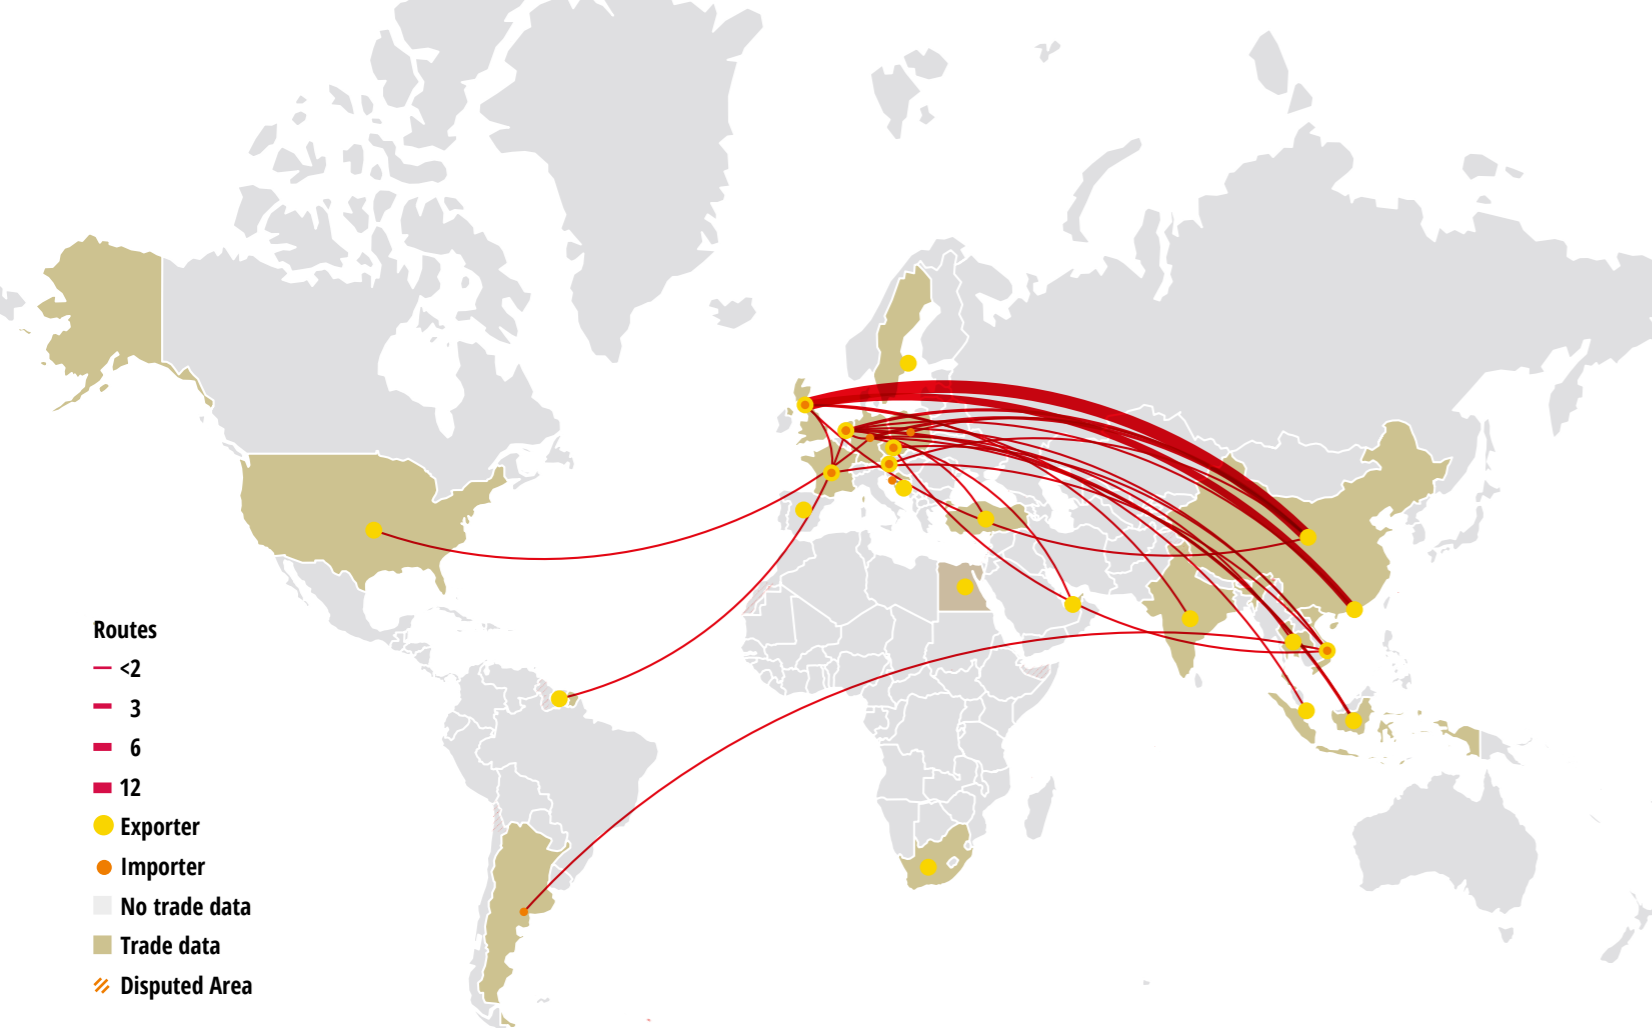 Routes
<2
3
6
12
Exporter
Importer
No trade data
Trade data
Disputed Area